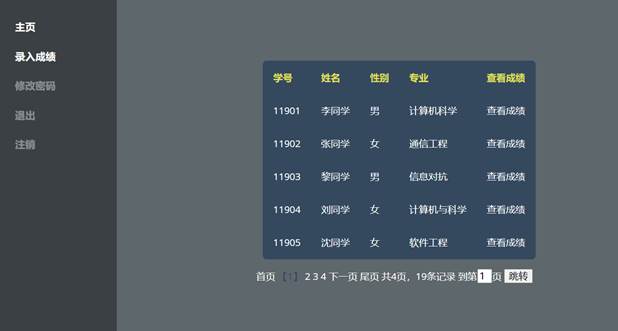 主页
录入成绩
修改密码
退出
注销
学号 姓名 性别 专业 查看成绩
11901 李同学 男 计算机科学 查看成绩
11902 张同学 女 通信工程 查看成绩
11903 黎同学 男 信息对抗 查看成绩
11904 刘同学 女 计算机与科学 查看成绩
11905 沈同学 女 软件工程 查看成绩
首页 【1】 2 3 4 下一页 尾页 共4页，19条记录 到第1页 跳转